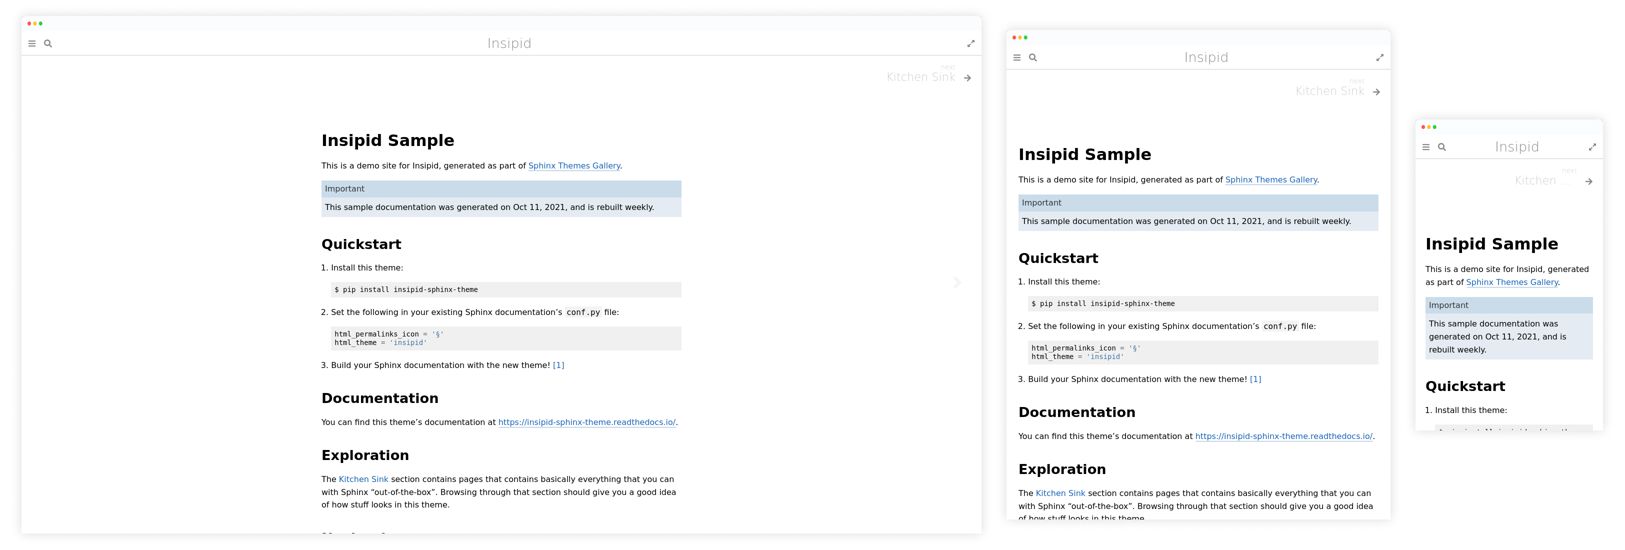 Insipid
next
Kitchen Sink
Insipid Sample
This is a demo site for Insipid, generated as part of Sphinx Themes Gallery.
Important
This sample documentation was generated on Oct 11, 2021, and is rebuilt weekly.
Quickstart
1. Install this theme:
$ pip install insipid-sphinx-theme
2. Set the following in your existing Sphinx documentation’s conf.py file:
html_permalinks_icon = '§'
html_theme = 'insipid'
3. Build your Sphinx documentation with the new theme! [1]
Documentation
You can find this theme’s documentation at https://insipid-sphinx-theme.readthedocs.io/.
Exploration
The Kitchen Sink section contains pages that contains basically everything that you can
with Sphinx “out-of-the-box”. Browsing through that section should give you a good idea
of how stuff looks in this theme.
Insipid
next
Kitchen Sink
Insipid Sample
This is a demo site for Insipid, generated as part of Sphinx Themes Gallery.
Important
This sample documentation was generated on Oct 11, 2021, and is rebuilt weekly.
Quickstart
1. Install this theme:
$ pip install insipid-sphinx-theme
2. Set the following in your existing Sphinx documentation’s conf.py file:
html_permalinks_icon = '§'
html_theme = 'insipid'
3. Build your Sphinx documentation with the new theme! [1]
Documentation
You can find this theme’s documentation at https://insipid-sphinx-theme.readthedocs.io/.
Exploration
The Kitchen Sink section contains pages that contains basically everything that you can
with Sphinx “out-of-the-box”. Browsing through that section should give you a good idea
of how stuff looks in this theme.
Insipid
next
Kitchen …
Insipid Sample
This is a demo site for Insipid, generated
as part of Sphinx Themes Gallery.
Important
This sample documentation was
generated on Oct 11, 2021, and is
rebuilt weekly.
Quickstart
1. Install this theme: